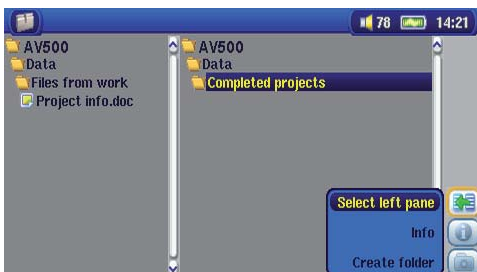 78 14:21
AV500
Data
Files from work
Project info.doc
AV500
Data
Completed projects
Select left pane
Info
Create folder